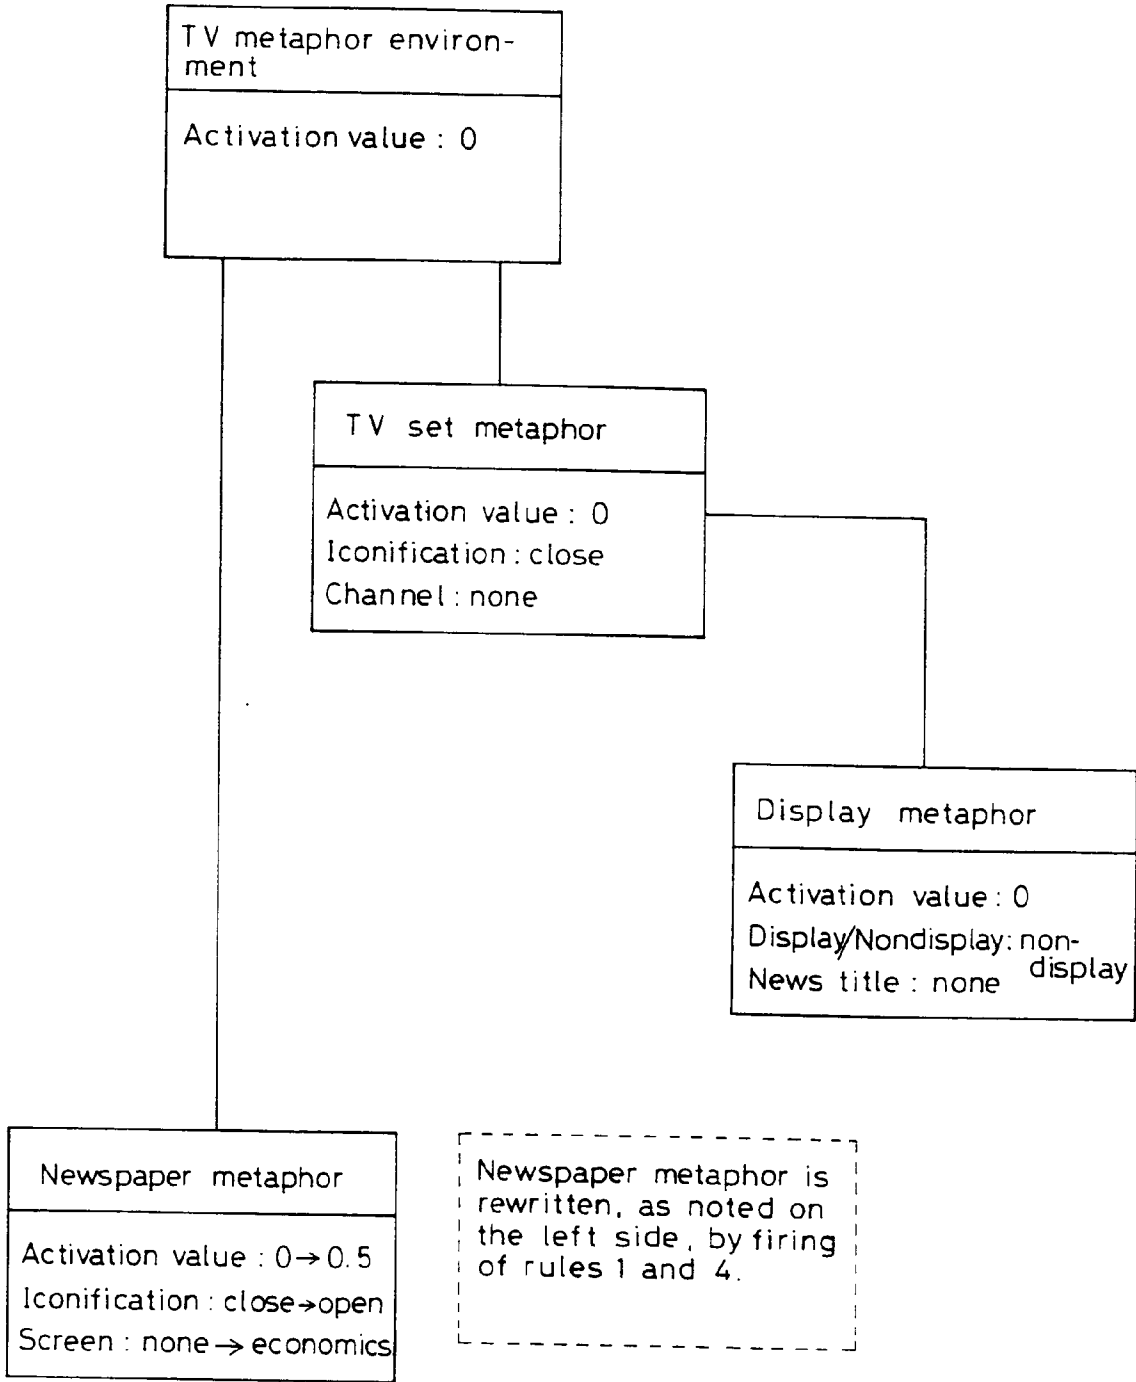 TV metaphor environ-
ment
Activation value : 0
TV set metaphor
Activation value : 0
Iconification : close
Channel : none
Display metaphor
Activation value : 0
Display/Nondisplay: non-
display
News title : none
Newspaper metaphor
Activation value : 0→0.5
Iconification : close→open
Screen : none→economics
Newspaper metaphor is
rewritten, as noted on
the left side, by firing
of rules 1 and 4.